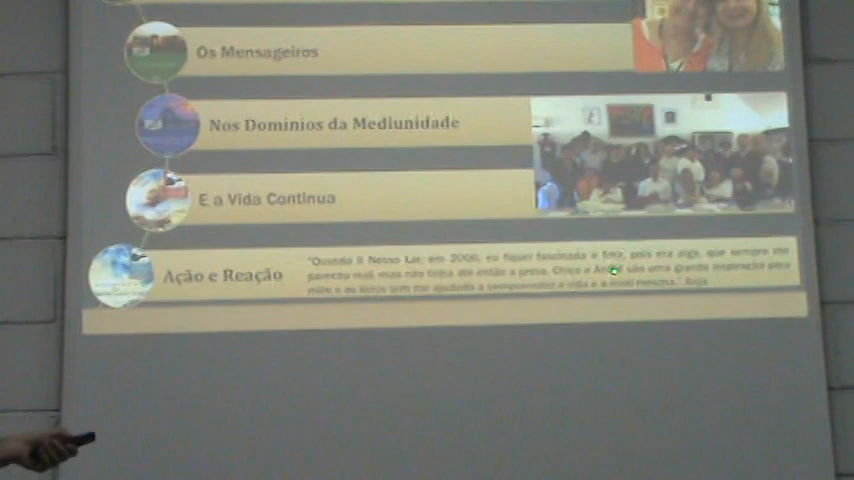 Os Mensageiros
Nos Domínios da Mediunidade
E a Vida Continua
Ação e Reação
"Quando li Nosso Lar, em 2006, eu fiquei fascinada e feliz, pois era algo, que sempre me
pareceu real, mas não tinha até então a prova. Chico e André são uma grande inspiração para
mim e os livros tem me ajudado a compreender a vida e a mim mesma."